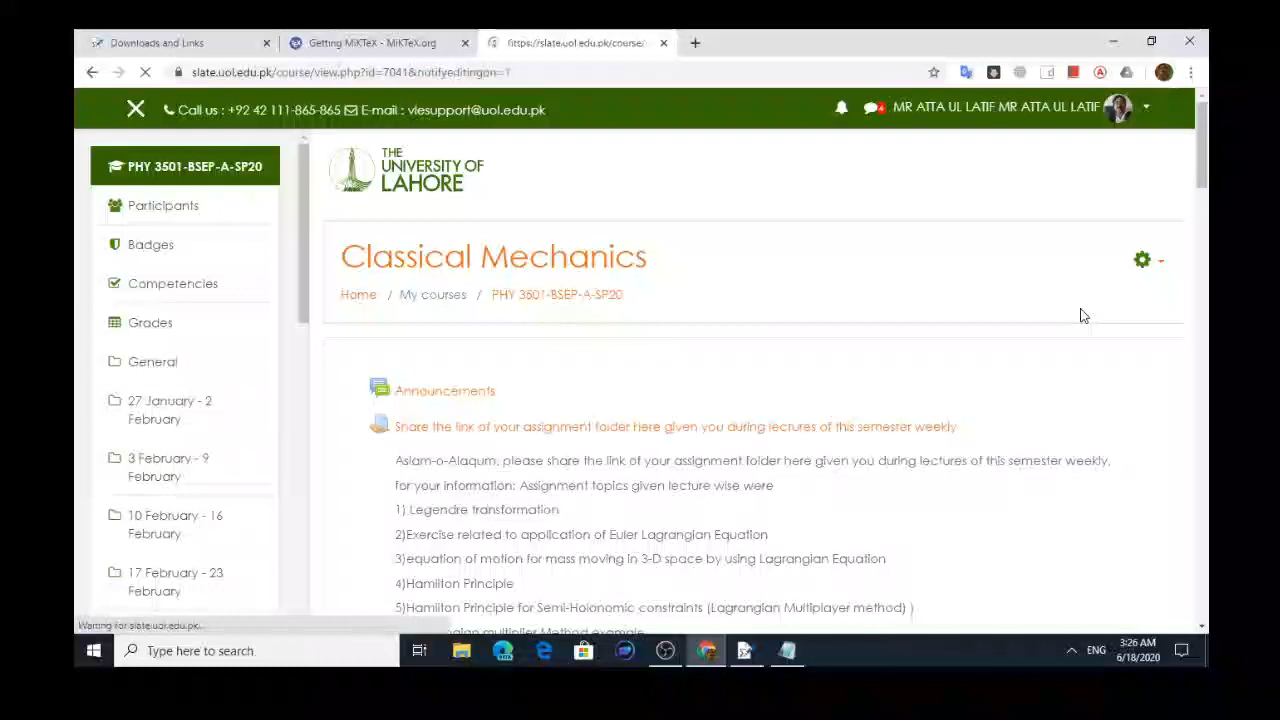 Downloads and Links
Getting MiKTeX - MiKTeX.org
https://slate.uol.edu.pk/course/
slate.uol.edu.pk/course/view.php?id=7041&notifyeditingon=1
Call us : +92 42 111-865-865 E-mail : vlesupport@uol.edu.pk
MR ATTA UL LATIF MR ATTA UL LATIF
PHY 3501-BSEP-A-SP20
Participants
Badges
Competencies
Grades
General
27 January - 2
February
3 February - 9
February
10 February - 16
February
17 February - 23
February
THE
UNIVERSITY OF
LAHORE
Classical Mechanics
Home / My courses / PHY 3501-BSEP-A-SP20
Announcements
Share the link of your assignment folder here given you during lectures of this semester weekly
Aslam-o-Alaqum, please share the link of your assignment folder here given you during lectures of this semester weekly,
for your information: Assignment topics given lecture wise were
1) Legendre transformation
2)Exercise related to application of Euler Lagrangian Equation
3)equation of motion for mass moving in 3-D space by using Lagrangian Equation
4)Hamilton Principle
5)Hamilton Principle for Semi-Holonomic constraints (Lagrangian Multiplayer method) )
multiplier Method example
Waiting for slate.uol.edu.pk...
Type here to search
ENG
3:26 AM
6/18/2020